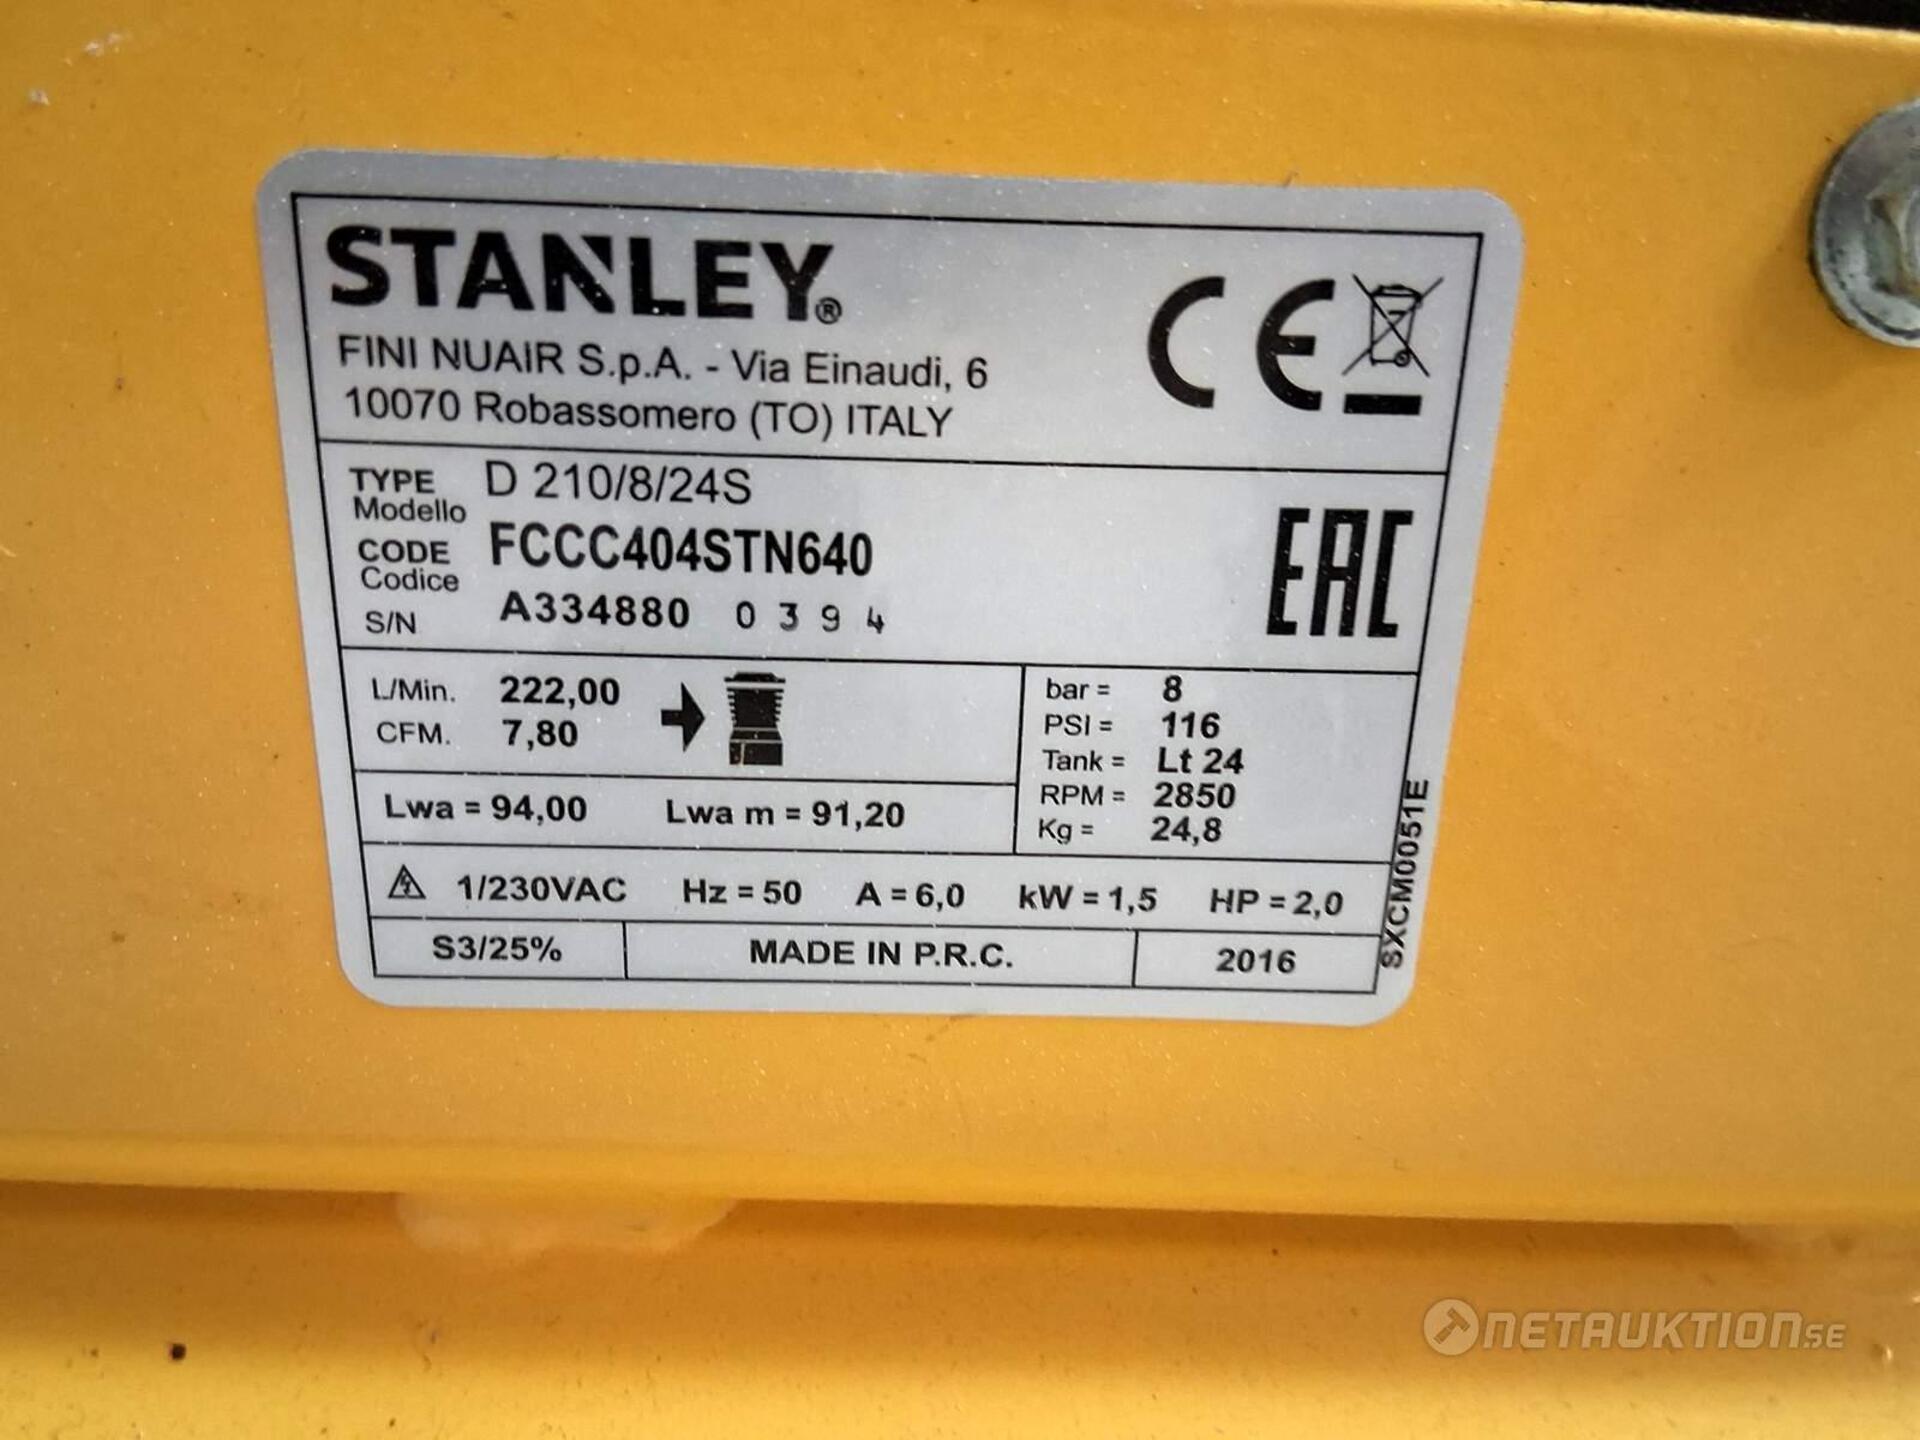 STANLEY®
FINI NUAIR S.p.A. - Via Einaudi, 6
10070 Robassomero (TO) ITALY
CE
TYPE D 210/8/24S
Modello
CODE FCCC404STN640
Codice
S/N A334880 0394
EAC
L/Min. 222,00
CFM. 7,80
bar = 8
PSI = 116
Tank = Lt 24
RPM = 2850
Kg = 24,8
Lwa = 94,00 Lwa m = 91,20
1/230VAC Hz = 50 A = 6,0 kW = 1,5 HP = 2,0
S3/25% MADE IN P.R.C. 2016
SXCM0051E
NETAUKTION.SE